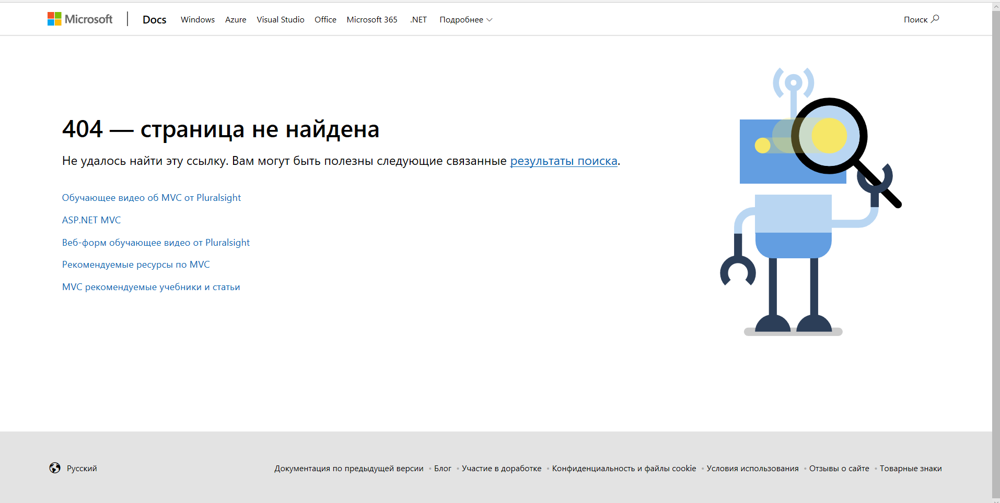 Microsoft Docs Windows Azure Visual Studio Office Microsoft 365 .NET Подробнее Поиск
404 — страница не найдена
Не удалось найти эту ссылку. Вам могут быть полезны следующие связанные результаты поиска.
Обучающее видео об MVC от Pluralsight
ASP.NET MVC
Веб-форм обучающее видео от Pluralsight
Рекомендуемые ресурсы по MVC
MVC рекомендуемые учебники и статьи
Русский Документация по предыдущей версии • Блог • Участие в доработке • Конфиденциальность и файлы cookie • Условия использования • Отзывы о сайте • Товарные знаки